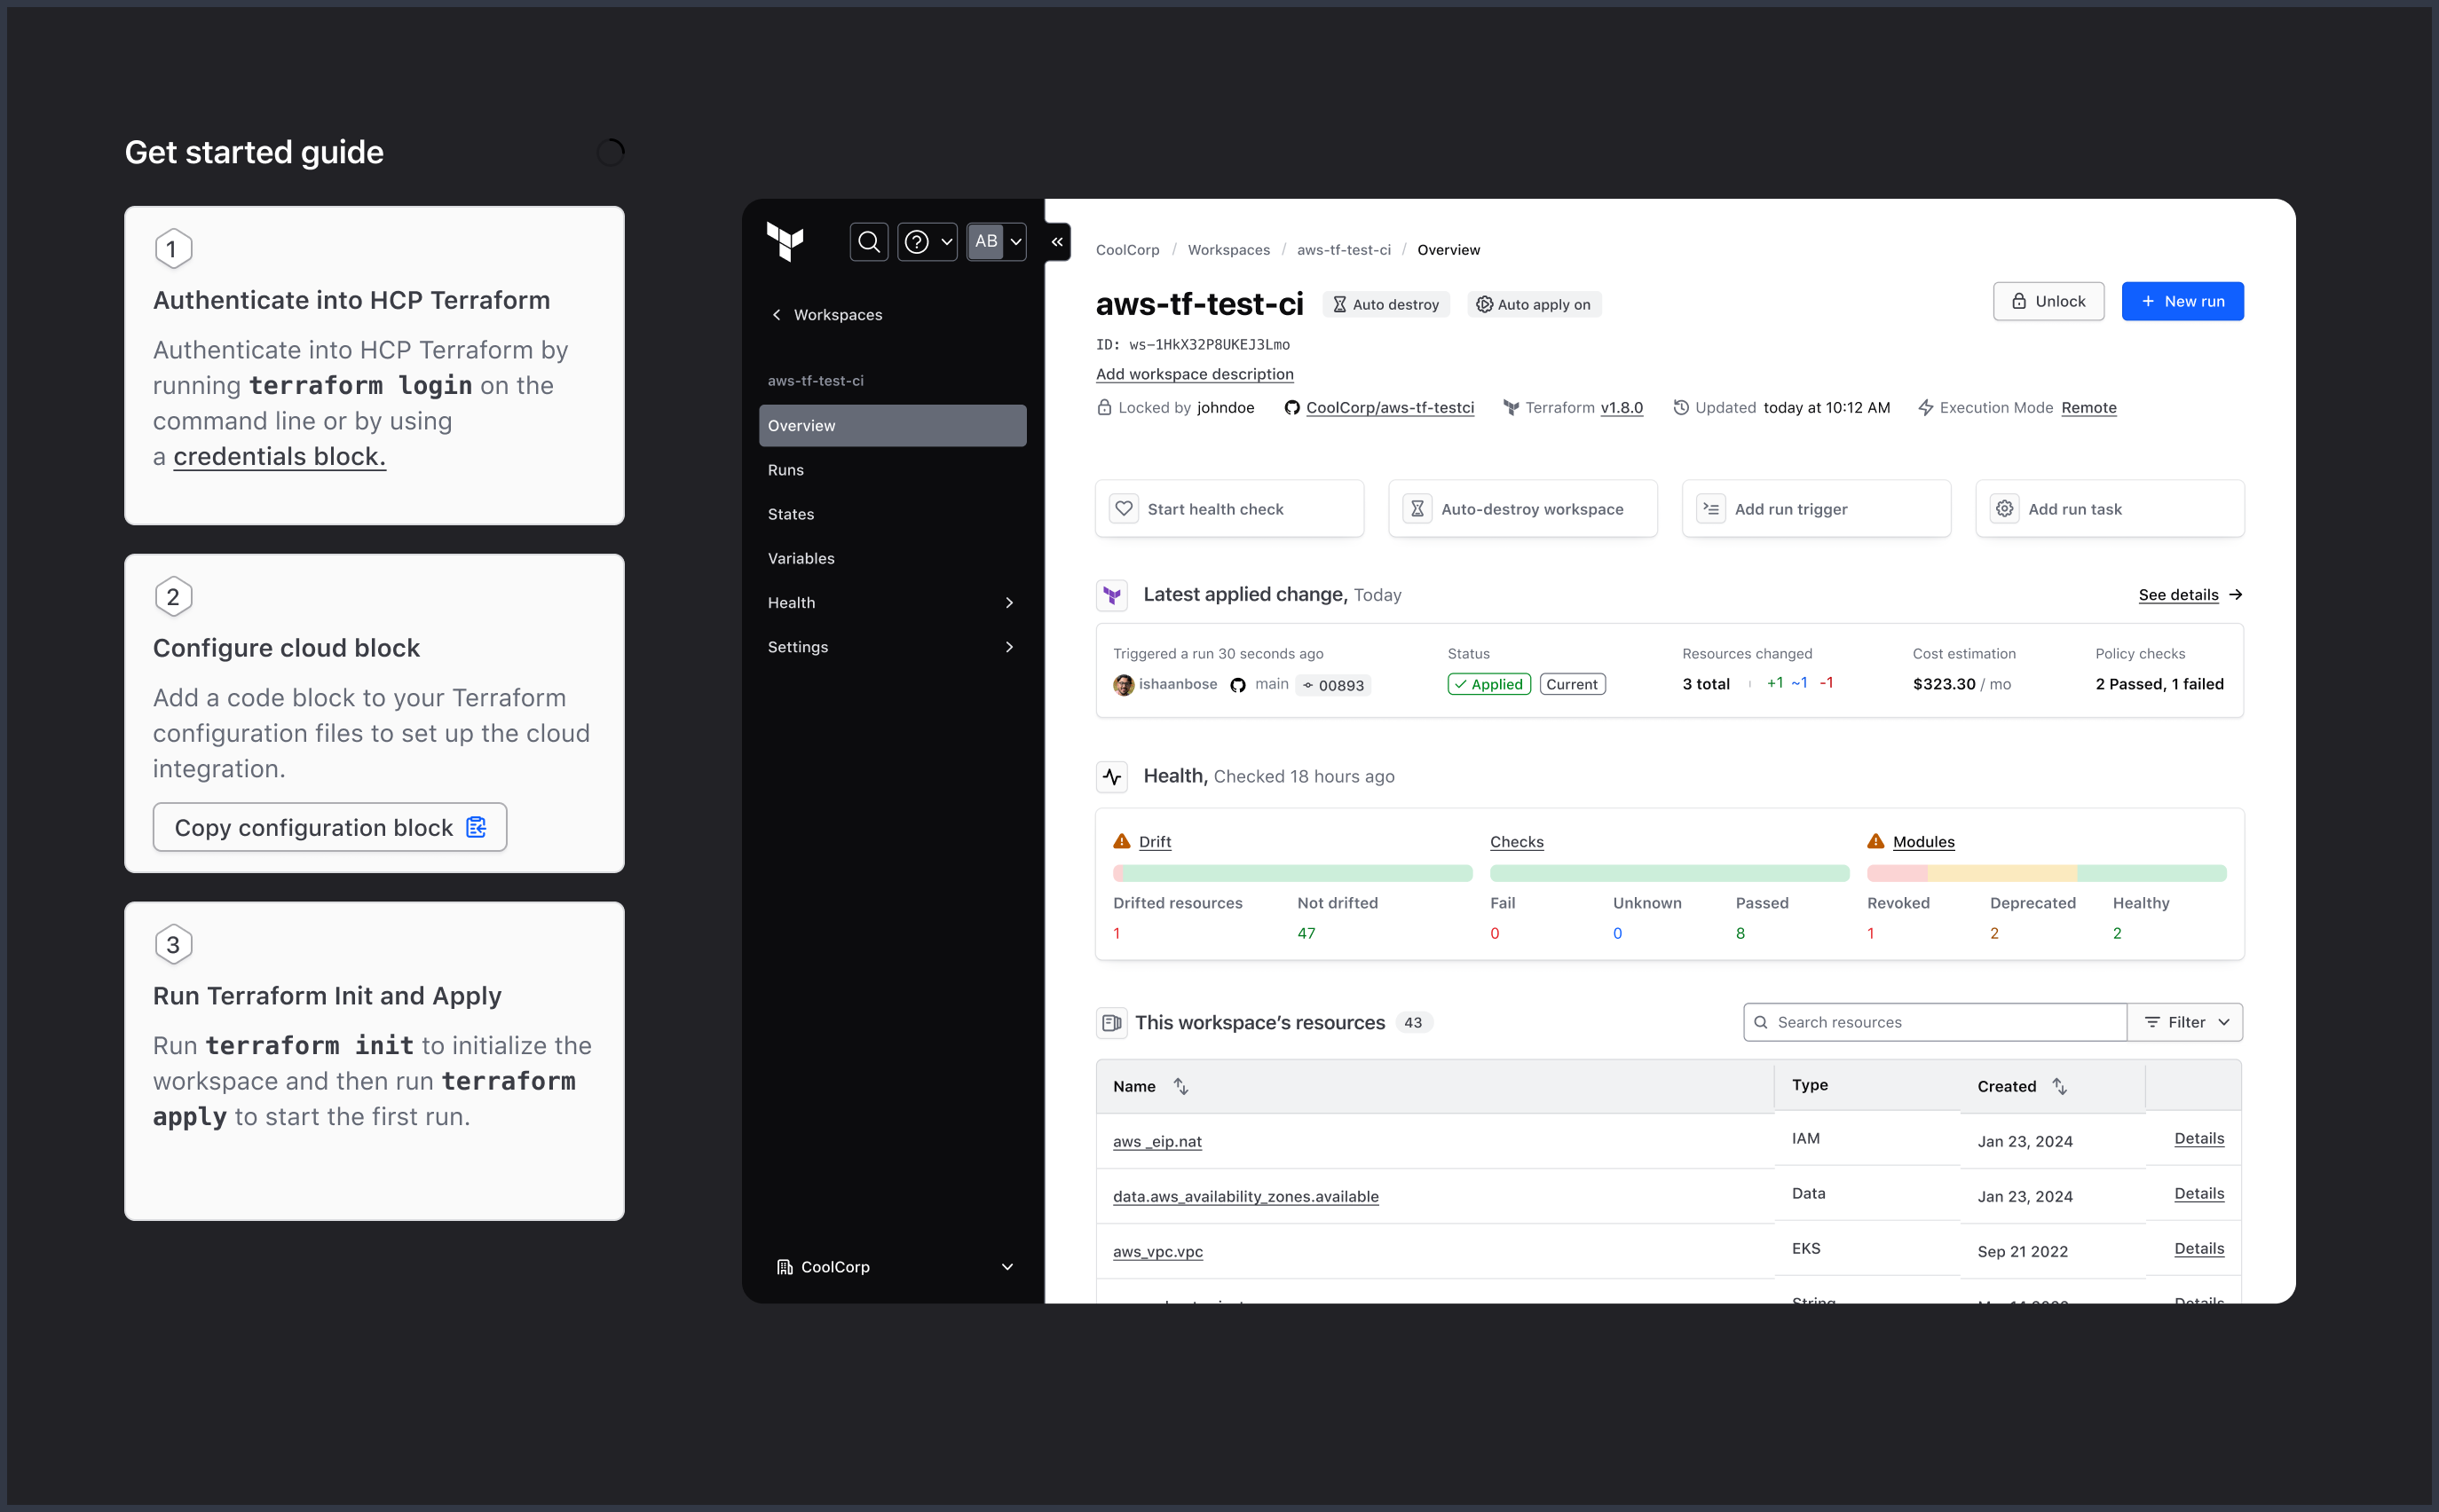 Get started guide
1
Authenticate into HCP Terraform
Authenticate into HCP Terraform by
running terraform login on the
command line or by using
a credentials block.
2
Configure cloud block
Add a code block to your Terraform
configuration files to set up the cloud
integration.
Copy configuration block
3
Run Terraform Init and Apply
Run terraform init to initialize the
workspace and then run terraform
apply to start the first run.
AB
Workspaces
aws-tf-test-ci
Overview
Runs
States
Variables
Health
Settings
CoolCorp
CoolCorp / Workspaces / aws-tf-test-ci / Overview
aws-tf-test-ci Auto destroy Auto apply on
Unlock + New run
ID: ws-1HkX32P8UKEJ3Lmo
Add workspace description
Locked by johndoe CoolCorp/aws-tf-testci Terraform v1.8.0 Updated today at 10:12 AM Execution Mode Remote
Start health check Auto-destroy workspace Add run trigger Add run task
Latest applied change, Today See details
Triggered a run 30 seconds ago Status Resources changed Cost estimation Policy checks
ishaanbose main 00893 Applied Current 3 total +1 ~1 -1 $323.30 / mo 2 Passed, 1 failed
Health, Checked 18 hours ago
Drift Checks Modules
Drifted resources Not drifted Fail Unknown Passed Revoked Deprecated Healthy
1 47 0 0 8 1 2 2
This workspace’s resources 43 Search resources Filter
Name Type Created
aws _eip.nat IAM Jan 23, 2024 Details
data.aws_availability_zones.available Data Jan 23, 2024 Details
aws_vpc.vpc EKS Sep 21 2022 Details
String Details